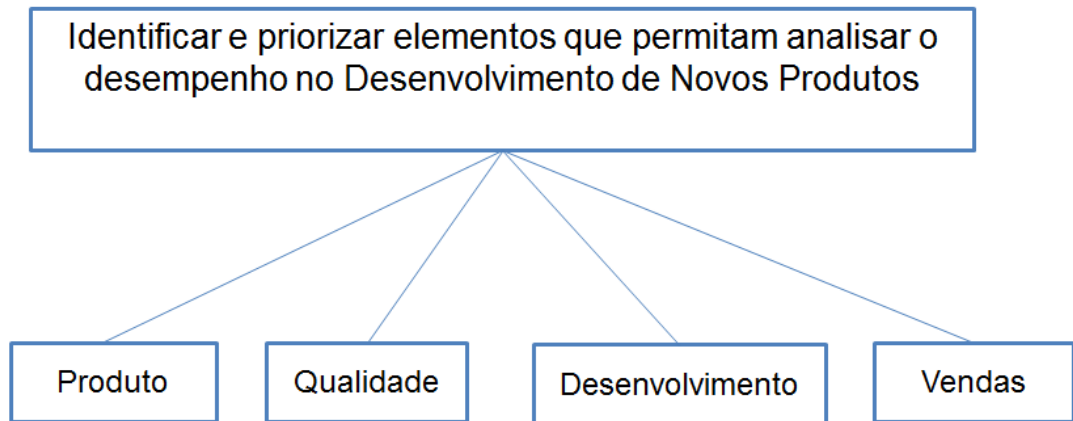 Identificar e priorizar elementos que permitam analisar o
desempenho no Desenvolvimento de Novos Produtos
Produto
Qualidade
Desenvolvimento
Vendas